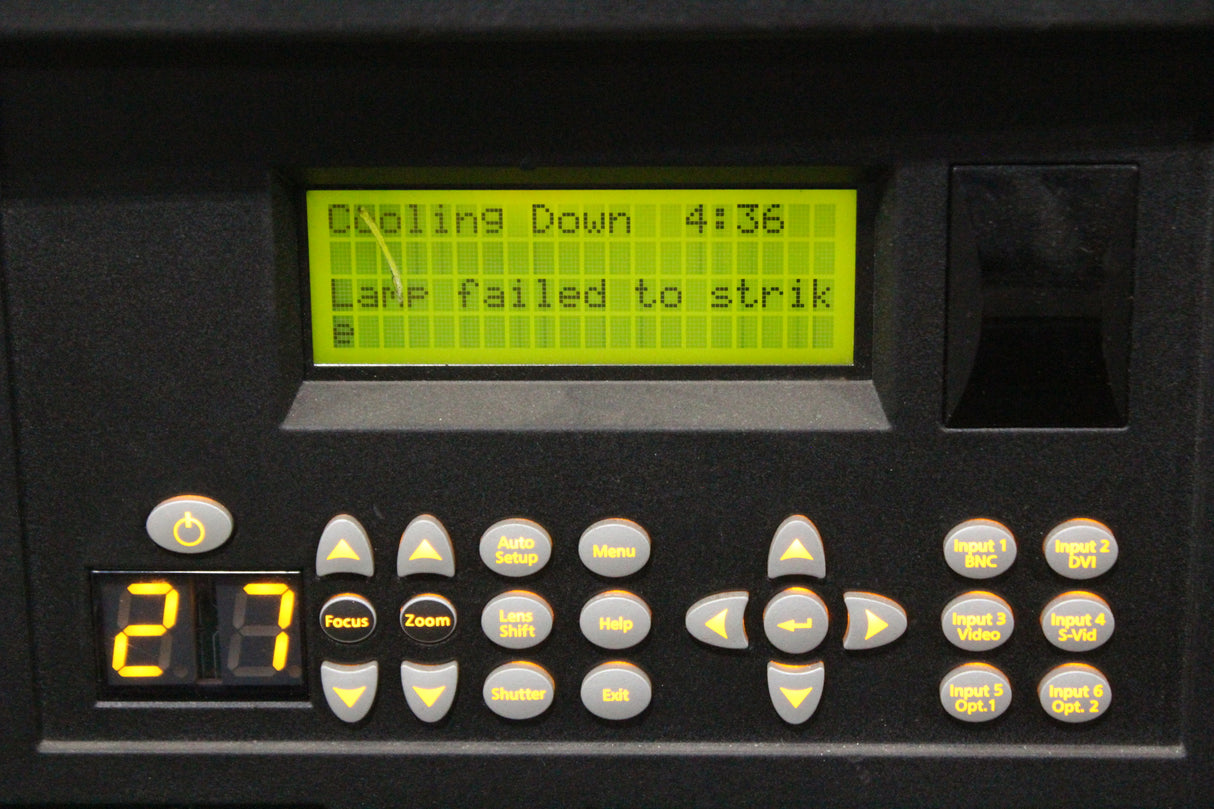 Cooling Down 4:36
Lamp failed to strik
e
27
Focus
Zoom
Auto
Setup
Menu
Lens
Shift
Help
Shutter
Exit
Input 1
BNC
Input 2
DVI
Input 3
Video
Input 4
S-Vid
Input 5
Opt.1
Input 6
Opt. 2